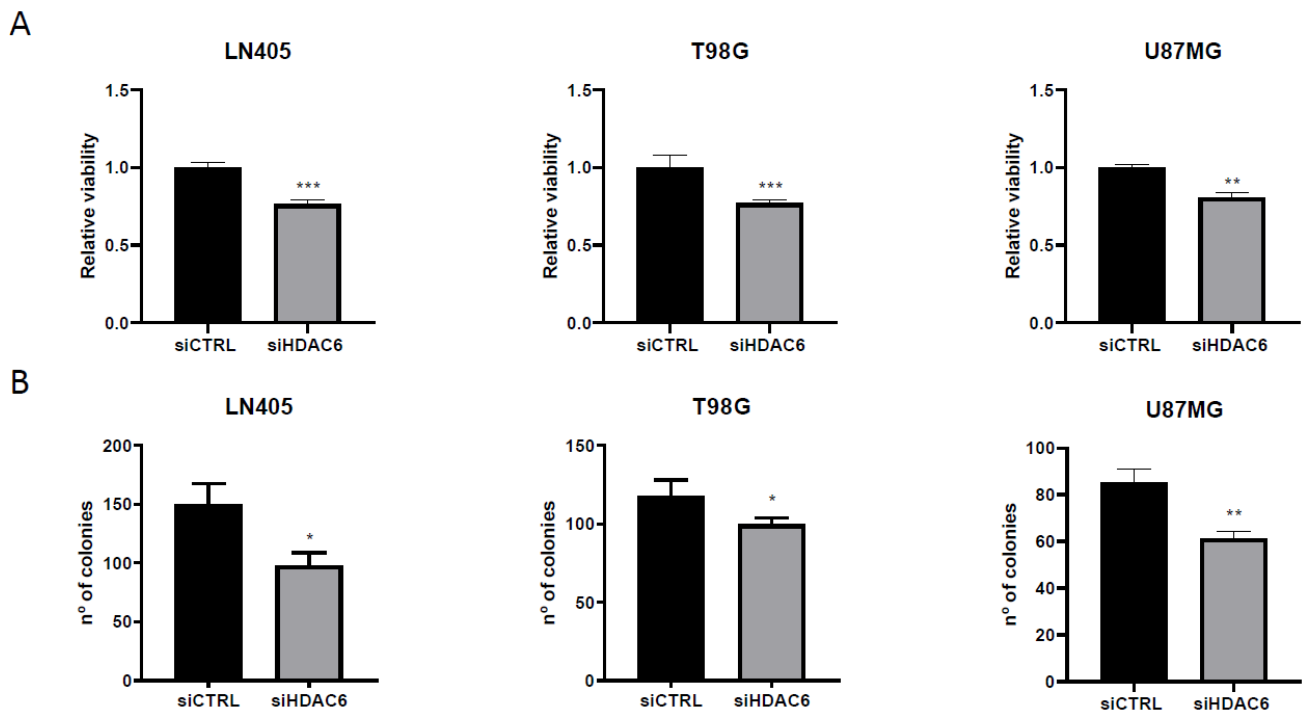 A
LN405
T98G
U87MG
Relative viability
1.5
1.0
0.5
0.0
***
siCTRL
siHDAC6
Relative viability
1.5
1.0
0.5
0.0
***
siCTRL
siHDAC6
Relative viability
1.5
1.0
0.5
0.0
**
siCTRL
siHDAC6
B
LN405
T98G
U87MG
nº of colonies
200
150
100
50
0
*
siCTRL
siHDAC6
nº of colonies
150
100
50
0
*
siCTRL
siHDAC6
nº of colonies
100
80
60
40
20
0
**
siCTRL
siHDAC6